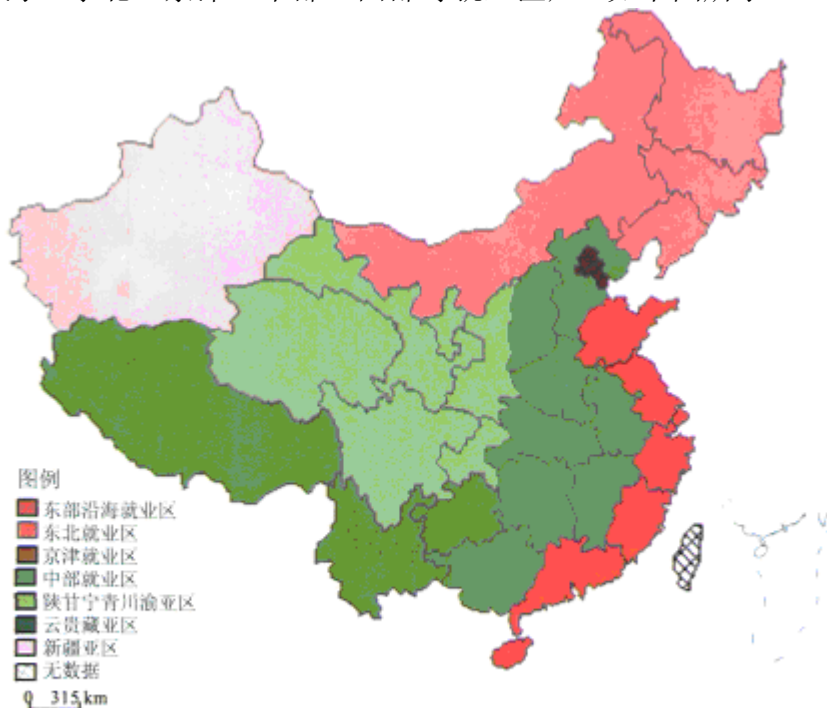 图例
东部沿海就业区
东北就业区
京津就业区
中部就业区
陕甘宁青川渝亚区
云贵藏亚区
新疆亚区
无数据
0 315 km